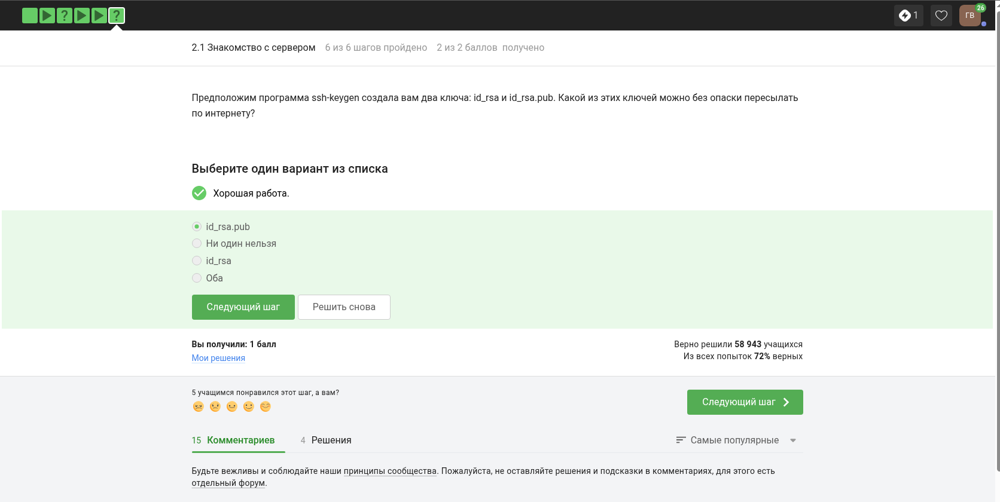 ? ?
1 ГВ 26
2.1 Знакомство с сервером 6 из 6 шагов пройдено 2 из 2 баллов получено
Предположим программа ssh-keygen создала вам два ключа: id_rsa и id_rsa.pub. Какой из этих ключей можно без опаски пересылать
по интернету?
Выберите один вариант из списка
Хорошая работа.
id_rsa.pub
Ни один нельзя
id_rsa
Оба
Следующий шаг Решить снова
Вы получили: 1 балл
Мои решения
Верно решили 58 943 учащихся
Из всех попыток 72% верных
5 учащимся понравился этот шаг, а вам?
Следующий шаг
15 Комментариев 4 Решения Самые популярные
Будьте вежливы и соблюдайте наши принципы сообщества. Пожалуйста, не оставляйте решения и подсказки в комментариях, для этого есть
отдельный форум.